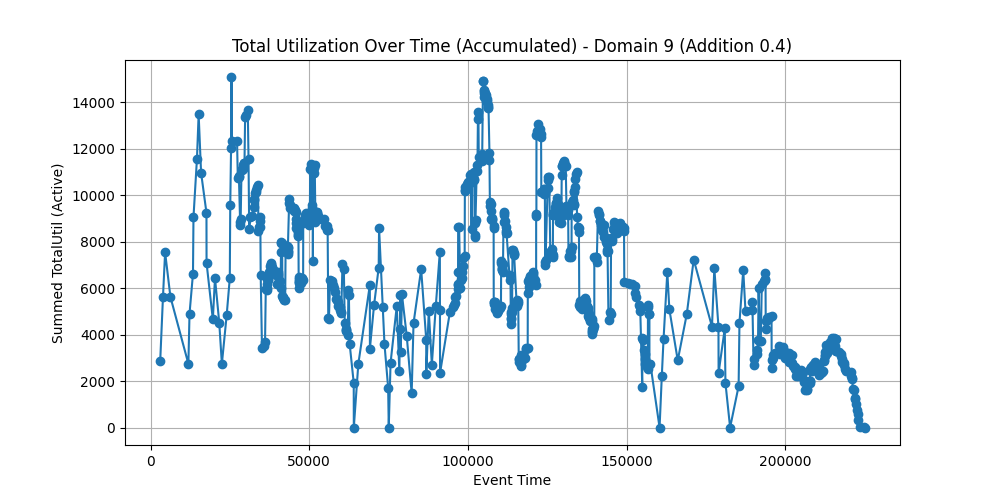 Total Utilization Over Time (Accumulated) - Domain 9 (Addition 0.4)
Summed TotalUtil (Active)
14000
12000
10000
8000
6000
4000
2000
0
0 50000 100000 150000 200000
Event Time